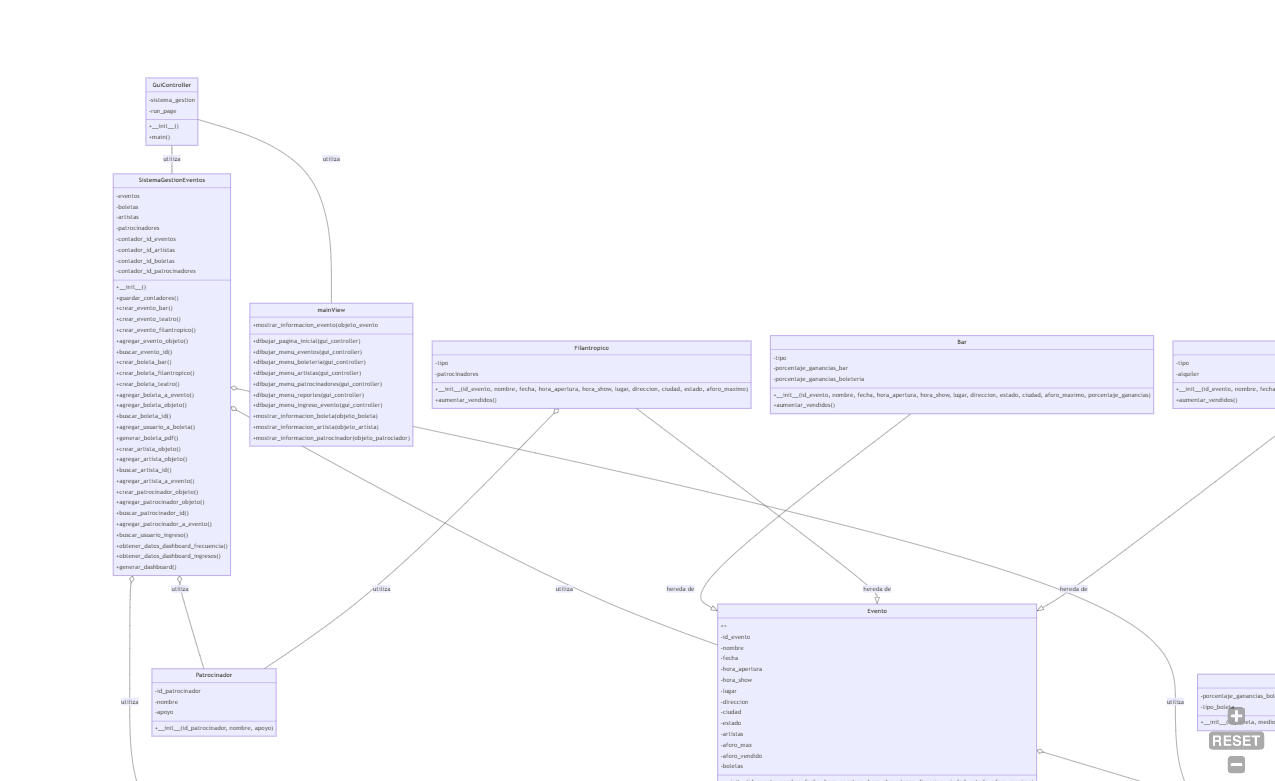 GuiController
-sistema_gestion
-run_page
+__init__()
+main()
utiliza
utiliza
SistemaGestionEventos
-eventos
-boletas
-artistas
-patrocinadores
-contador_id_eventos
-contador_id_artistas
-contador_id_boletas
-contador_id_patrocinadores
+__init__()
+guardar_contadores()
+crear_evento_bar()
+crear_evento_teatro()
+crear_evento_filantropico()
+agregar_evento_objeto()
+buscar_evento_id()
+crear_boleta_bar()
+crear_boleta_filantropico()
+crear_boleta_teatro()
+agregar_boleta_a_evento()
+agregar_boleta_objeto()
+buscar_boleta_id()
+agregar_usuario_a_boleta()
+generar_boleta_pdf()
+crear_artista_objeto()
+agregar_artista_objeto()
+buscar_artista_id()
+agregar_artista_a_evento()
+crear_patrocinador_objeto()
+agregar_patrocinador_objeto()
+buscar_patrocinador_id()
+agregar_patrocinador_a_evento()
+buscar_usuario_ingreso()
+obtener_datos_dashboard_frecuencia()
+obtener_datos_dashboard_ingresos()
+generar_dashboard()
mainView
+mostrar_informacion_evento(objeto_evento
+dibujar_pagina_inicial(gui_controller)
+dibujar_menu_eventos(gui_controller)
+dibujar_menu_boleteria(gui_controller)
+dibujar_menu_artistas(gui_controller)
+dibujar_menu_patrocinadores(gui_controller)
+dibujar_menu_reportes(gui_controller)
+dibujar_menu_ingreso_evento(gui_controller)
+mostrar_informacion_boleta(objeto_boleta)
+mostrar_informacion_artista(objeto_artista)
+mostrar_informacion_patrocinador(objeto_patrociador)
Filantropico
-tipo
-patrocinadores
+__init__(id_evento, nombre, fecha, hora_apertura, hora_show, lugar, direccion, ciudad, estado, aforo_maximo)
+aumentar_vendidos()
Bar
-tipo
-porcentaje_ganancias_bar
-porcentaje_ganancias_boleteria
+__init__(id_evento, nombre, fecha, hora_apertura, hora_show, lugar, direccion, estado, ciudad, aforo_maximo, porcentaje_ganancias)
+aumentar_vendidos()
-tipo
-alquiler
+__init__(id_evento, nombre, fecha
+aumentar_vendidos()
utiliza
utiliza
utiliza
hereda de
hereda de
hereda de
Evento
**
-id_evento
-nombre
-fecha
-hora_apertura
-hora_show
-lugar
-direccion
-ciudad
-estado
-artistas
-aforo_max
-aforo_vendido
-boletas
Patrocinador
-id_patrocinador
-nombre
-apoyo
+__init__(id_patrocinador, nombre, apoyo)
utiliza
utiliza
-porcentaje_ganancias_bol
-tipo_boleta
RESET